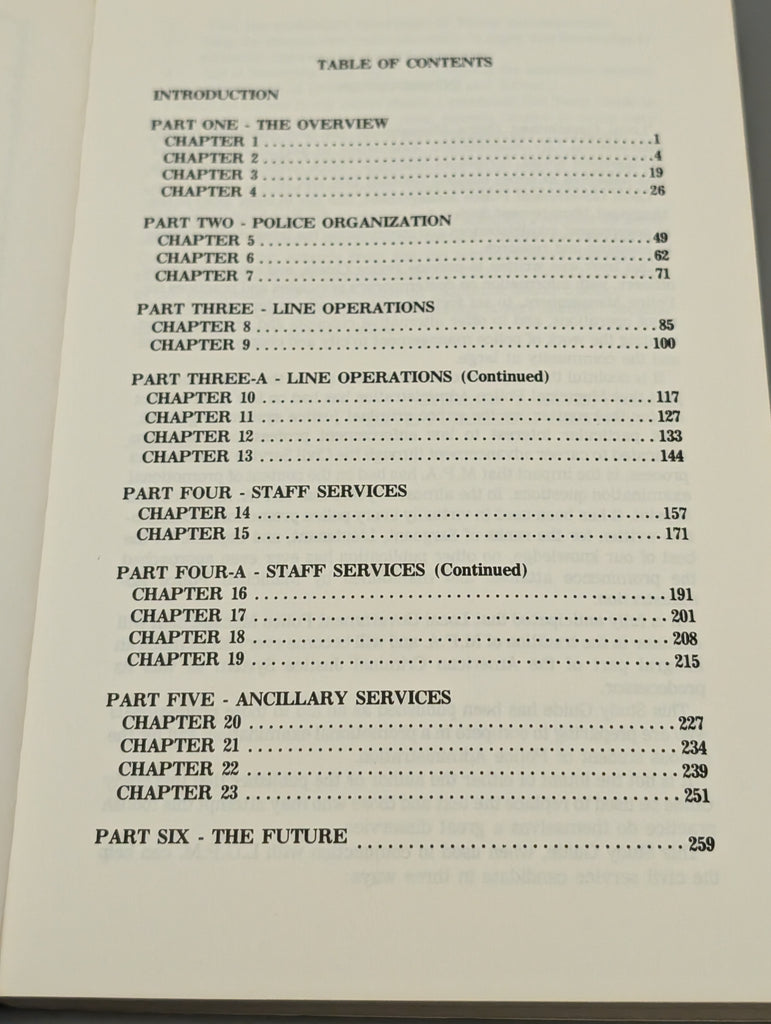 TABLE OF CONTENTS
INTRODUCTION
PART ONE - THE OVERVIEW
CHAPTER 1 ........................................ 1
CHAPTER 2 ........................................ 4
CHAPTER 3 ........................................ 19
CHAPTER 4 ........................................ 26
PART TWO - POLICE ORGANIZATION
CHAPTER 5 ........................................ 49
CHAPTER 6 ........................................ 62
CHAPTER 7 ........................................ 71
PART THREE - LINE OPERATIONS
CHAPTER 8 ........................................ 85
CHAPTER 9 ........................................ 100
PART THREE-A - LINE OPERATIONS (Continued)
CHAPTER 10 ........................................ 117
CHAPTER 11 ........................................ 127
CHAPTER 12 ........................................ 133
CHAPTER 13 ........................................ 144
PART FOUR - STAFF SERVICES
CHAPTER 14 ........................................ 157
CHAPTER 15 ........................................ 171
PART FOUR-A - STAFF SERVICES (Continued)
CHAPTER 16 ........................................ 191
CHAPTER 17 ........................................ 201
CHAPTER 18 ........................................ 208
CHAPTER 19 ........................................ 215
PART FIVE - ANCILLARY SERVICES
CHAPTER 20 ........................................ 227
CHAPTER 21 ........................................ 234
CHAPTER 22 ........................................ 239
CHAPTER 23 ........................................ 251
PART SIX - THE FUTURE ................................ 259